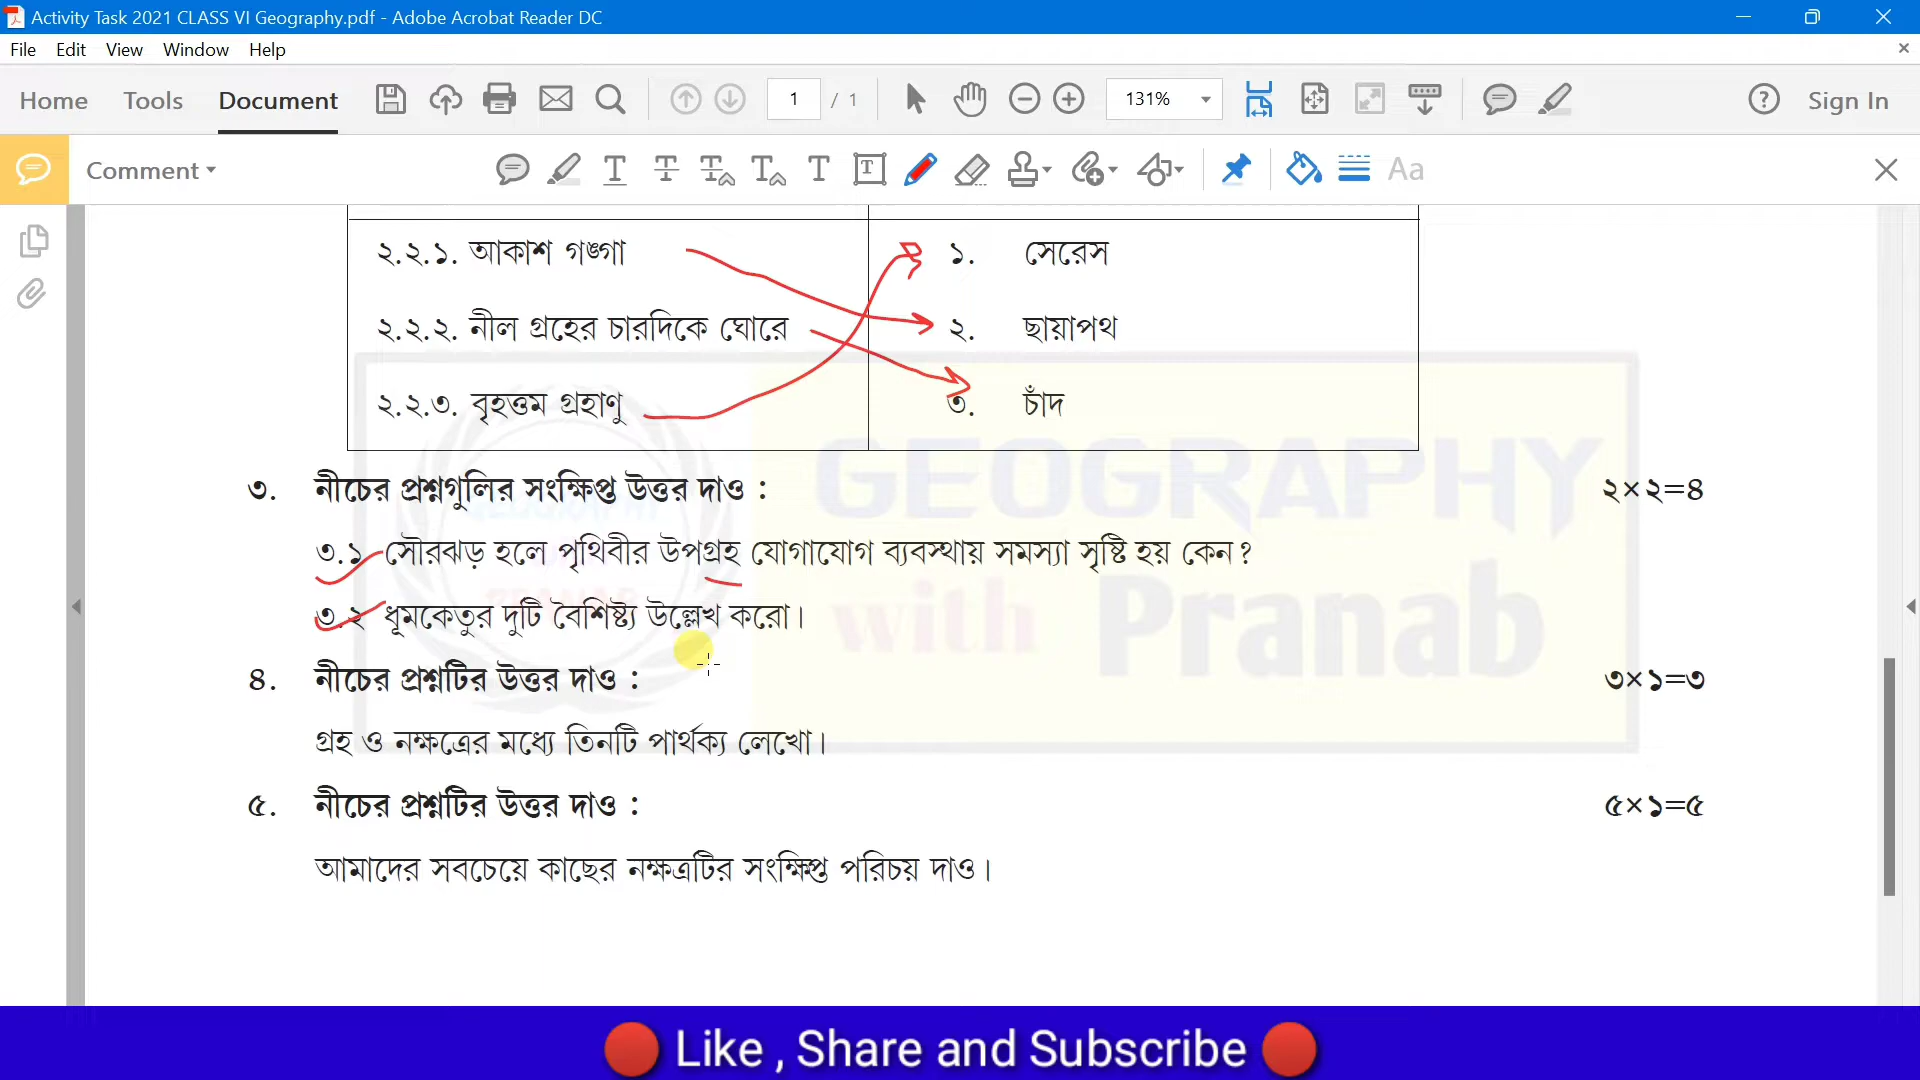 Activity Task 2021 CLASS VI Geography.pdf - Adobe Acrobat Reader DC
File Edit View Window Help
Home Tools Document 1 / 1 131% Sign In
Comment Aa
২.২.১. আকাশ গঙ্গা ১. সেরেস
২.২.২. নীল গ্রহের চারদিকে ঘোরে ২. ছায়াপথ
২.২.৩. বৃহত্তম গ্রহাণু ৩. চাঁদ
৩. নীচের প্রশ্নগুলির সংক্ষিপ্ত উত্তর দাও : ২×২=৪
৩.১ সৌরঝড় হলে পৃথিবীর উপগ্রহ যোগাযোগ ব্যবস্থায় সমস্যা সৃষ্টি হয় কেন?
৩.২ ধূমকেতুর দুটি বৈশিষ্ট্য উল্লেখ করো।
৪. নীচের প্রশ্নটির উত্তর দাও : ৩×১=৩
গ্রহ ও নক্ষত্রের মধ্যে তিনটি পার্থক্য লেখো।
৫. নীচের প্রশ্নটির উত্তর দাও : ৫×১=৫
আমাদের সবচেয়ে কাছের নক্ষত্রটির সংক্ষিপ্ত পরিচয় দাও।
GEOGRAPHY
with Pranab
Like , Share and Subscribe